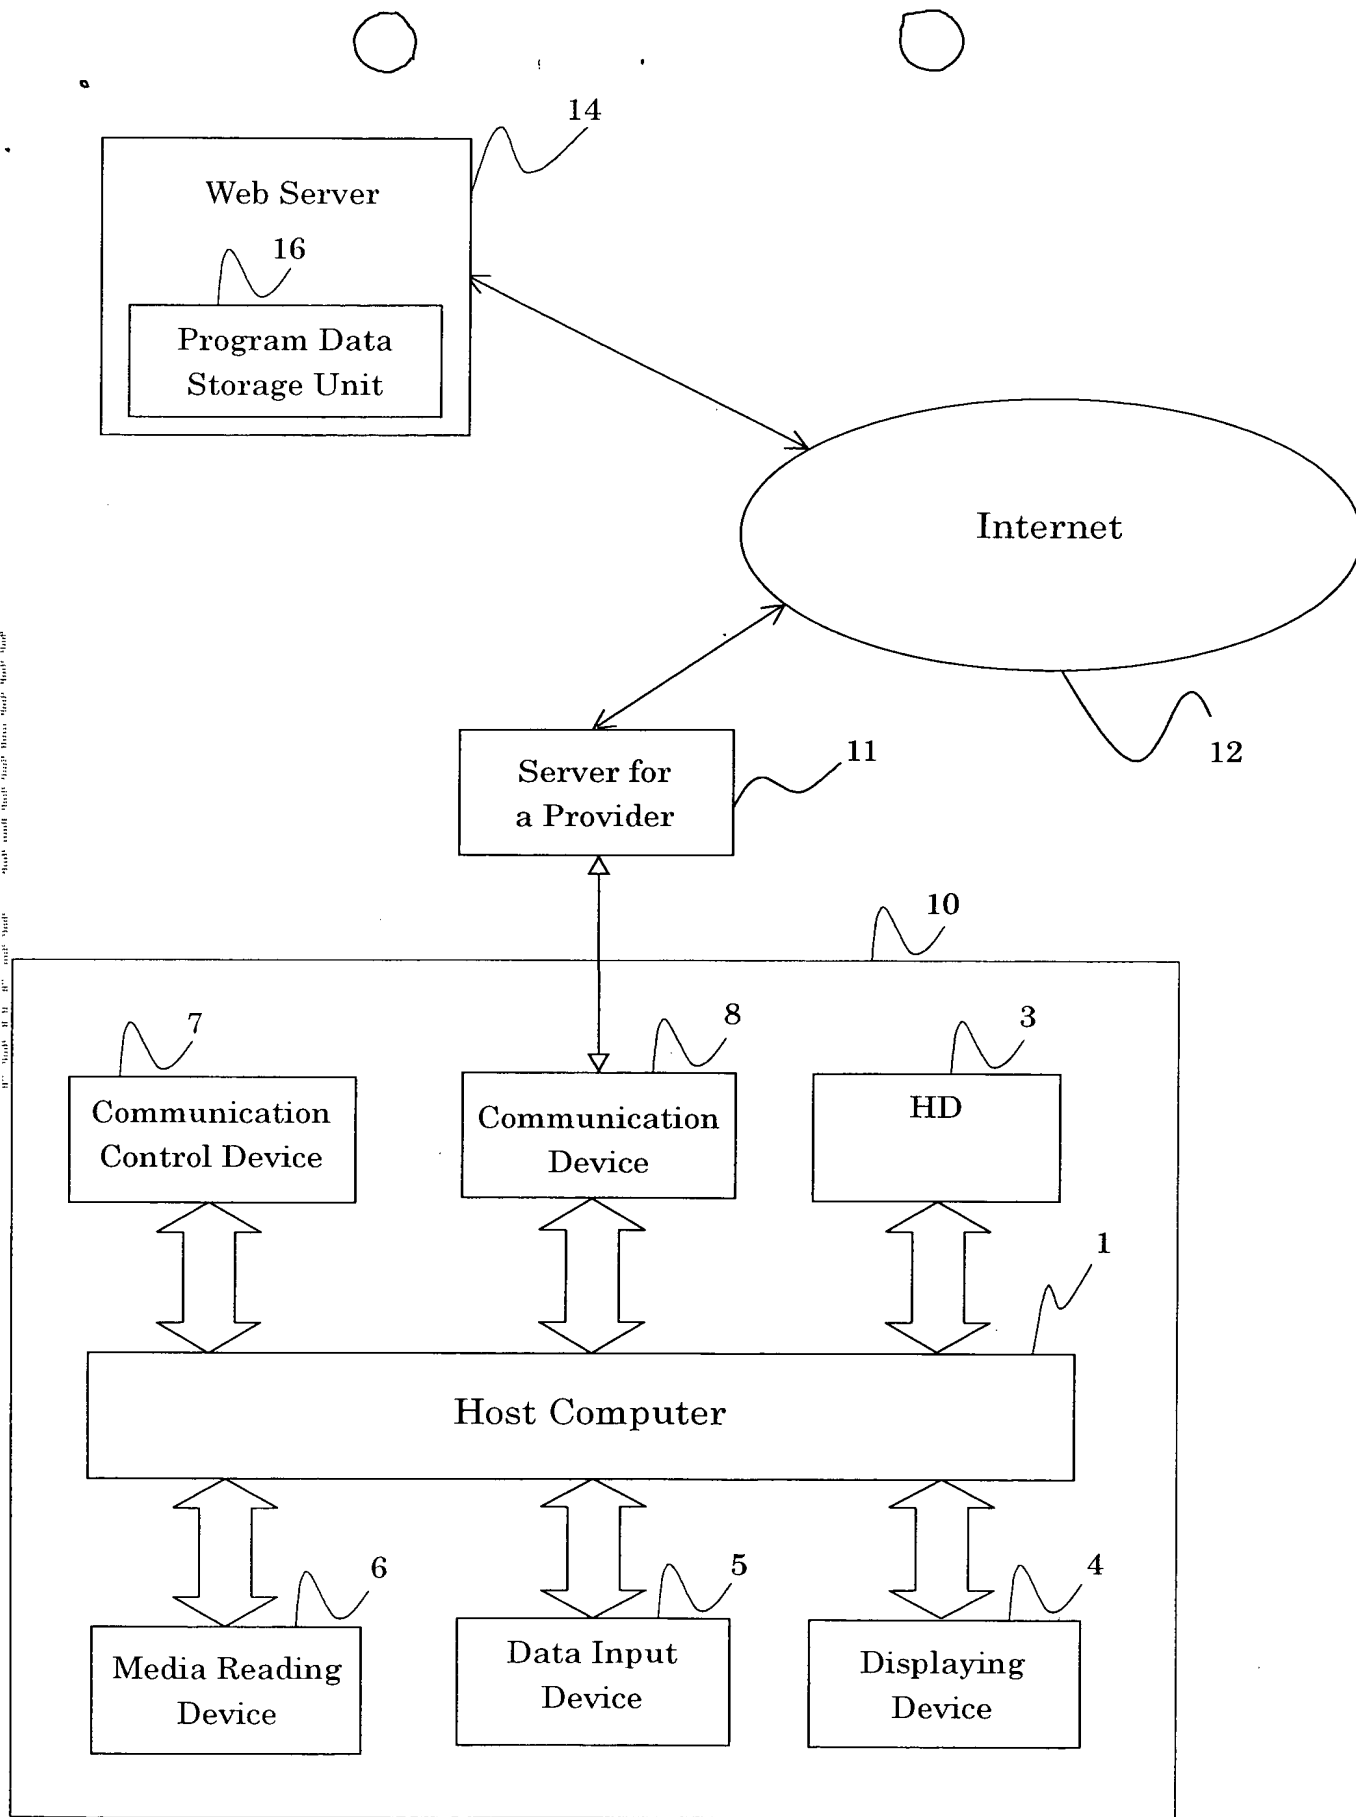 14
Web Server
16
Program Data
Storage Unit
Internet
12
11
Server for
a Provider
10
7
8
3
Communication
Control Device
Communication
Device
HD
1
Host Computer
6
5
4
Media Reading
Device
Data Input
Device
Displaying
Device